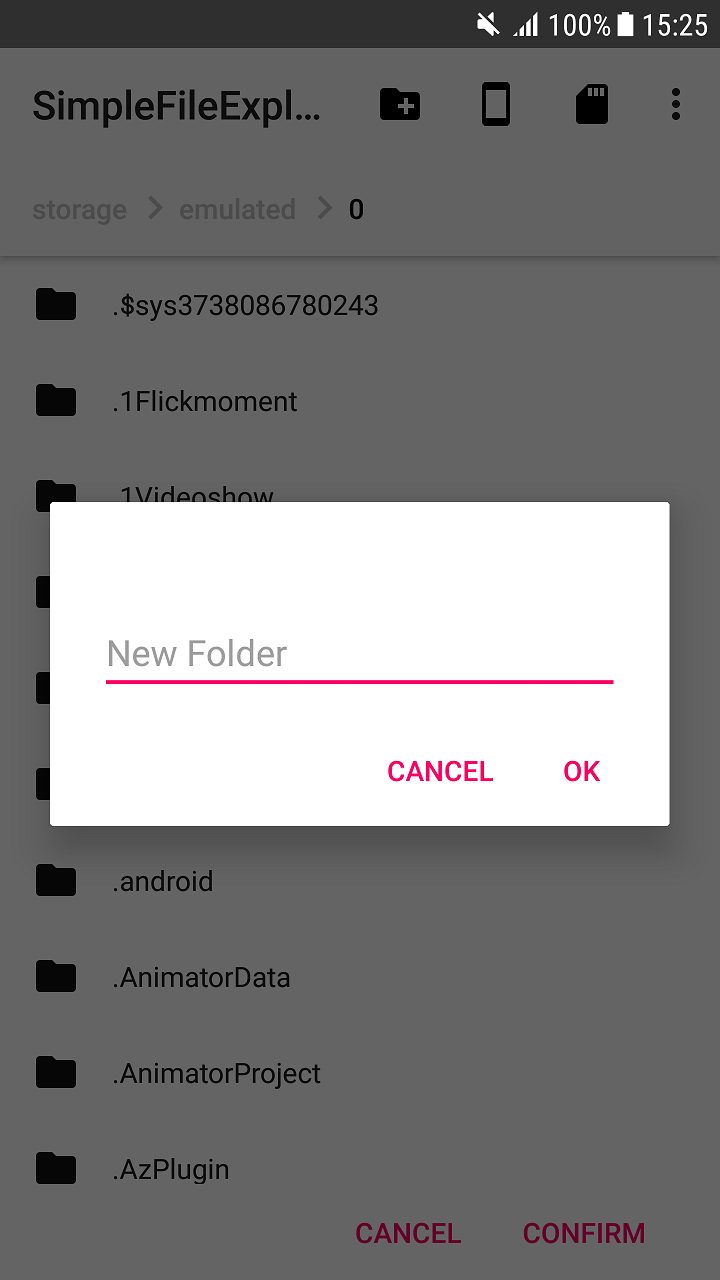 100% 15:25
SimpleFileExpl...
storage emulated 0
.$sys3738086780243
.1Flickmoment
.1Videoshow
New Folder
CANCEL OK
.android
.AnimatorData
.AnimatorProject
.AzPlugin
CANCEL CONFIRM